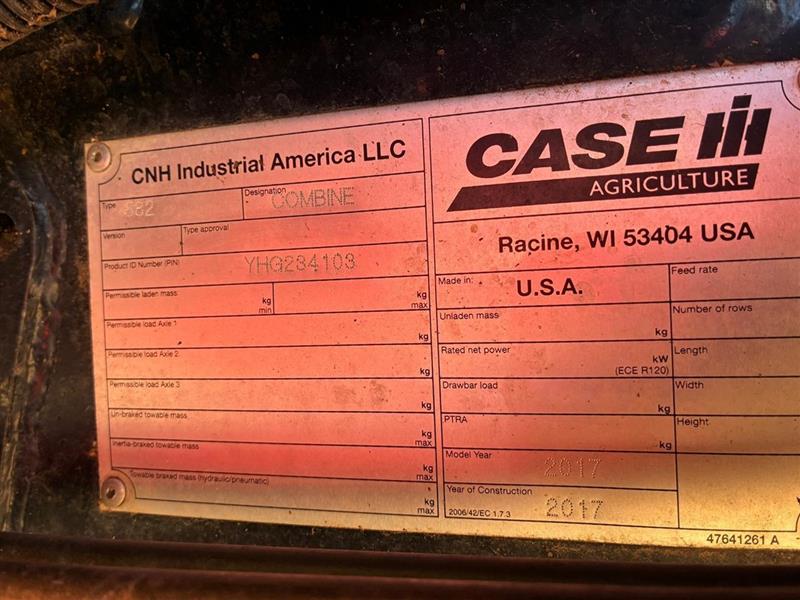 CNH Industrial America LLC
Type
Designation
COMBINE
Version
Type approval
Product ID Number (PIN)
YHG234103
Permissible laden mass
kg
min
kg
max
Permissible load Axle 1
kg
Permissible load Axle 2
kg
Permissible load Axle 3
kg
Un-braked towable mass
kg
max
Inertia-braked towable mass
kg
max
Towable braked mass (hydraulic/pneumatic)
kg
max
CASE IH
AGRICULTURE
Racine, WI 53404 USA
Made in:
U.S.A.
Feed rate
Unladen mass
kg
Number of rows
Rated net power
kW
(ECE R120)
Length
Drawbar load
kg
Width
PTRA
kg
Height
Model Year
2017
Year of Construction
2006/42/EC 1.7.3
2017
47641261 A